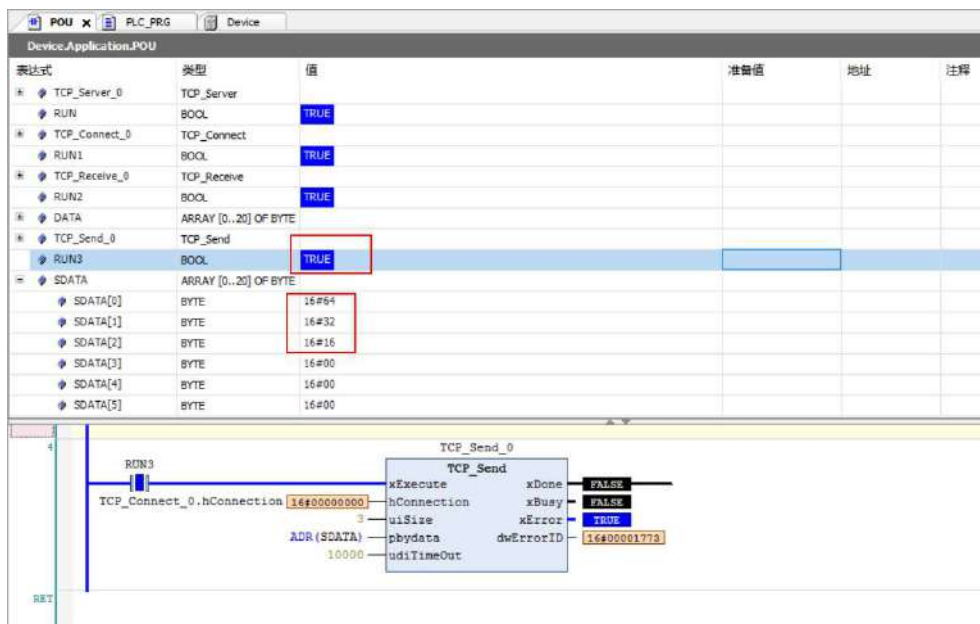 POU PLC_PRG Device
Device.Application.POU
表达式 类型 值 准备值 地址 注释
TCP_Server_0 TCP_Server
RUN BOOL TRUE
TCP_Connect_0 TCP_Connect
RUN1 BOOL TRUE
TCP_Receive_0 TCP_Receive
RUN2 BOOL TRUE
DATA ARRAY [0..20] OF BYTE
TCP_Send_0 TCP_Send
RUN3 BOOL TRUE
SDATA ARRAY [0..20] OF BYTE
SDATA[0] BYTE 16#64
SDATA[1] BYTE 16#32
SDATA[2] BYTE 16#16
SDATA[3] BYTE 16#00
SDATA[4] BYTE 16#00
SDATA[5] BYTE 16#00
4 TCP_Send_0
RUN3 TCP_Send
xExecute xDone FALSE
TCP_Connect_0.hConnection 16#00000000 hConnection xBusy FALSE
3 uiSize xError TRUE
ADR(SDATA) pbydata dwErrorID 16#00001773
10000 udiTimeOut
RET